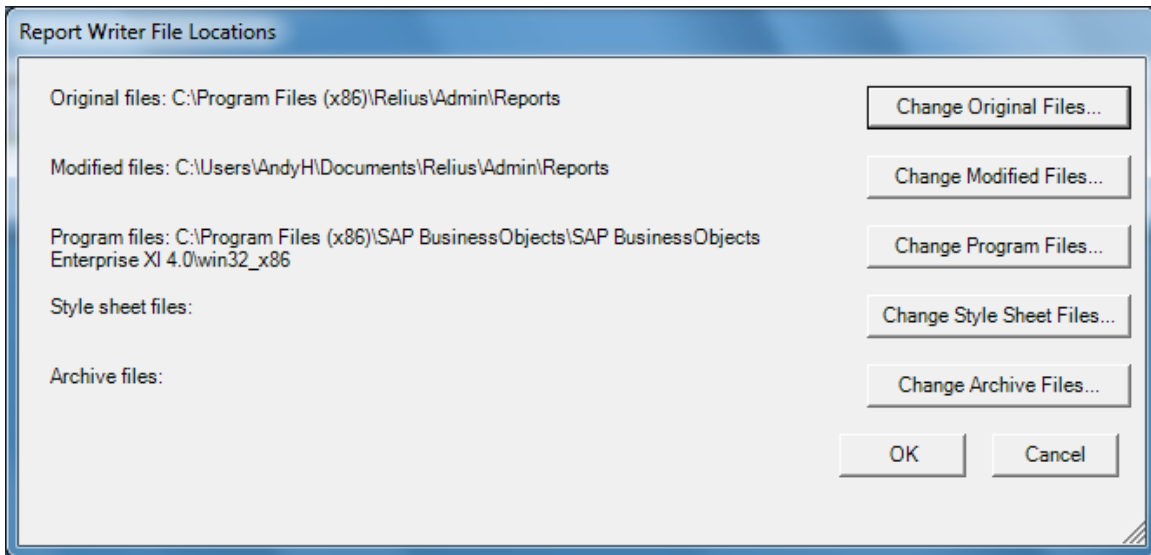 Report Writer File Locations
Original files: C:\Program Files (x86)\Relius\Admin\Reports
Change Original Files...
Modified files: C:\Users\AndyH\Documents\Relius\Admin\Reports
Change Modified Files...
Program files: C:\Program Files (x86)\SAP BusinessObjects\SAP BusinessObjects
Enterprise XI 4.0\win32_x86
Change Program Files...
Style sheet files:
Change Style Sheet Files...
Archive files:
Change Archive Files...
OK
Cancel